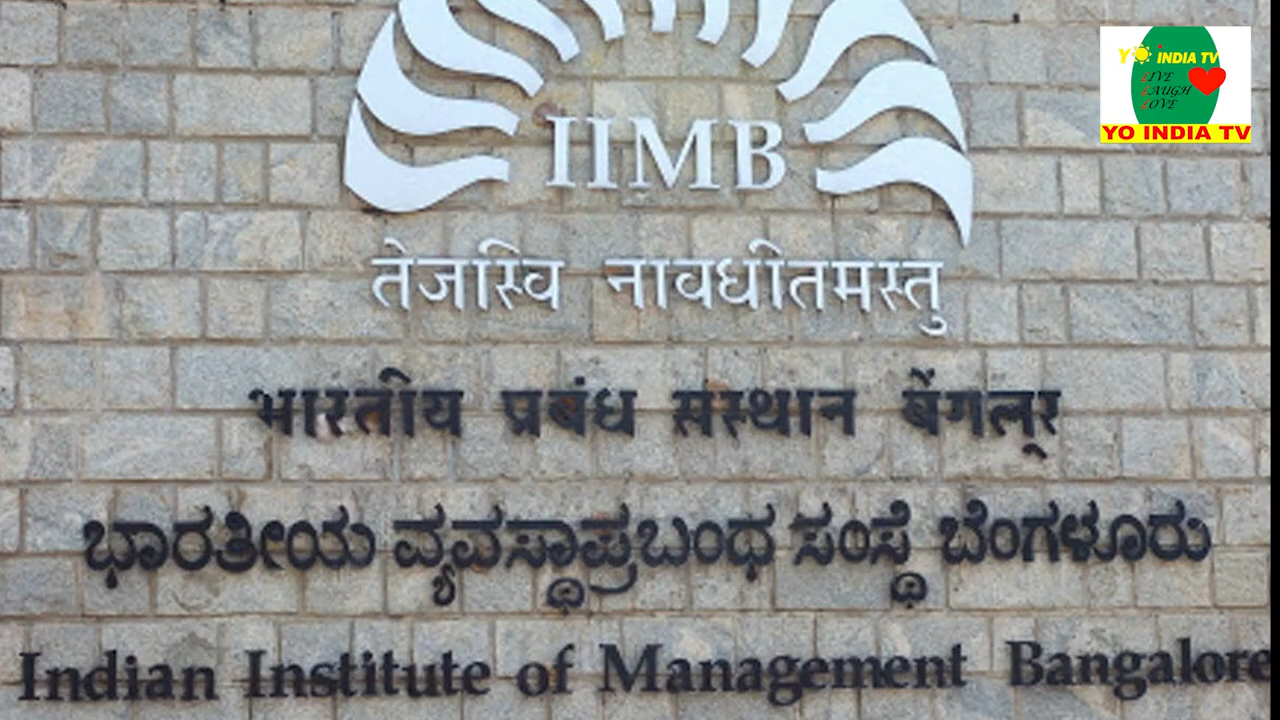 YO INDIA TV
LIVE
LAUGH
LOVE
YO INDIA TV
IIMB
तेजस्वि नावधीतमस्तु
भारतीय प्रबंध संस्थान बेंगलूर
ಭಾರತೀಯ ವ್ಯವಸ್ಥಾಪ್ರಬಂಧ ಸಂಸ್ಥೆ ಬೆಂಗಳೂರು
Indian Institute of Management Bangalore